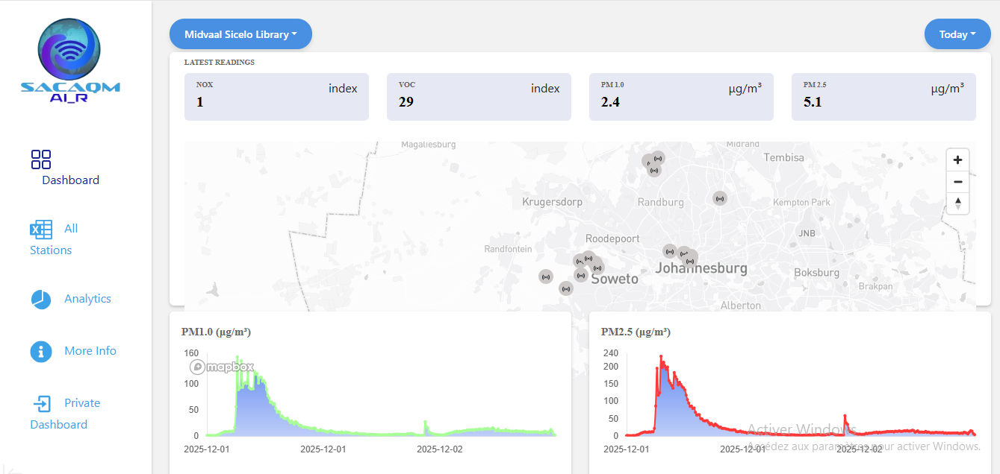 SACAQM
AI_R
Dashboard
All
Stations
Analytics
More Info
Private
Dashboard
Midvaal Sicelo Library
Today
LATEST READINGS
NOX
index
1
VOC
index
29
PM 1.0
µg/m³
2.4
PM 2.5
µg/m³
5.1
Magaliesburg
Midrand
Tembisa
Krugersdorp
Randburg
Kempton Park
JNB
Roodepoort
Randfontein
Johannesburg
Soweto
Boksburg
Brakpan
Alberton
PM1.0 (µg/m³)
160
mapbox
100
50
0
2025-12-01
2025-12-01
2025-12-02
PM2.5 (µg/m³)
240
200
150
100
50
0
2025-12-01
2025-12-01
2025-12-02
Activer Windows
Accédez aux paramètres pour activer Windows.